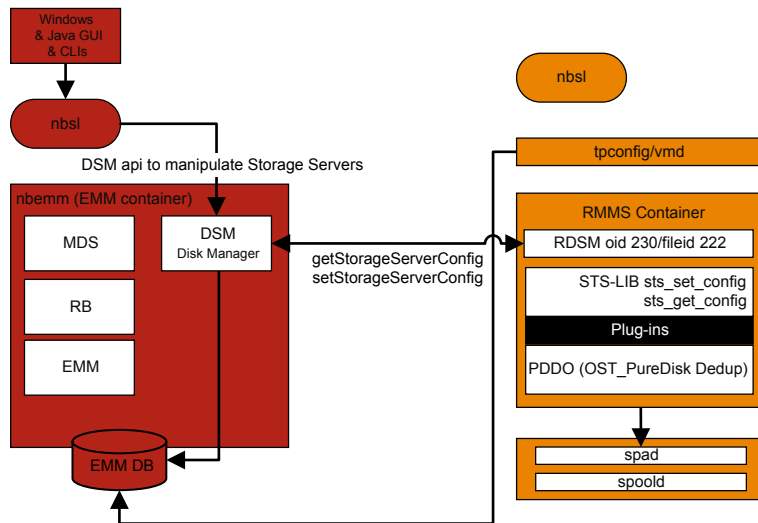 Windows
& Java GUI
& CLIs
nbsl
DSM api to manipulate Storage Servers
nbemm (EMM container)
MDS
DSM
Disk Manager
RB
EMM
EMM DB
getStorageServerConfig
setStorageServerConfig
nbsl
tpconfig/vmd
RMMS Container
RDSM oid 230/fileid 222
STS-LIB sts_set_config
sts_get_config
Plug-ins
PDDO (OST_PureDisk Dedup)
spad
spoold